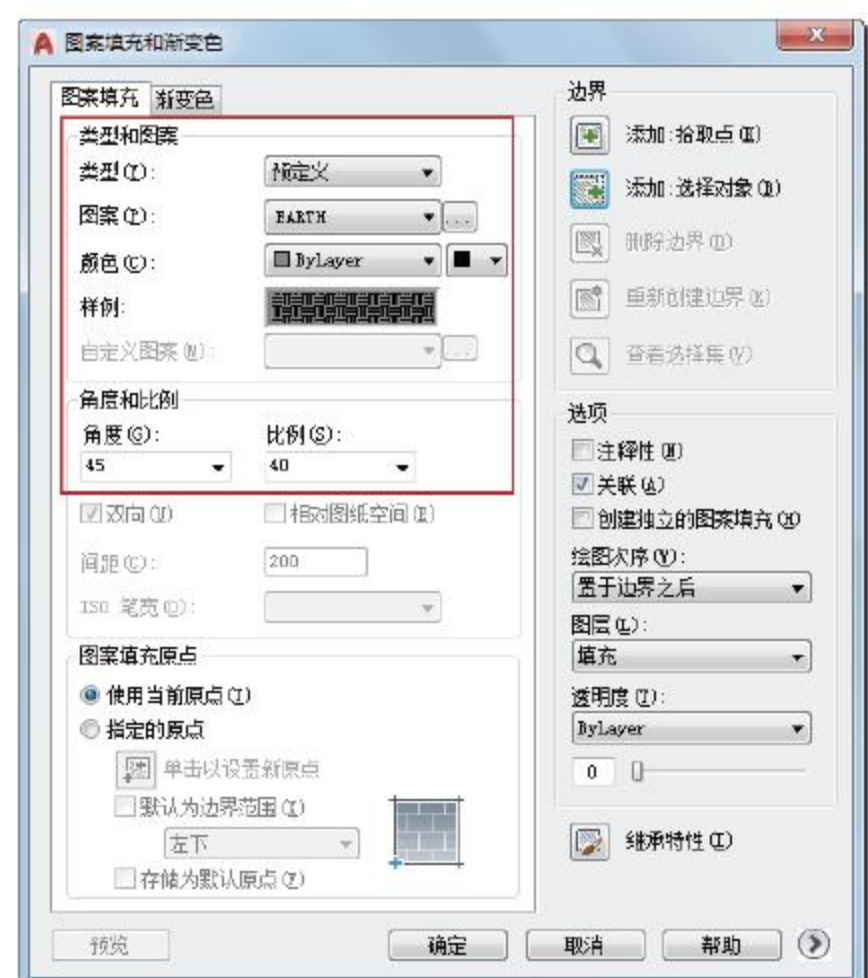 图案填充和渐变色
图案填充 渐变色
类型和图案
类型(Y): 预定义
图案(P): EARTH ...
颜色(C): ByLayer
样例:
自定义图案(M): ...
角度和比例
角度(G): 比例(S):
45 40
双向(U) 相对图纸空间(E)
间距(C): 200
ISO 笔宽(O):
图案填充原点
使用当前原点(T)
指定的原点
单击以设置新原点
默认为边界范围(X)
左下
存储为默认原点(F)
预览
边界
添加:拾取点(K)
添加:选择对象(B)
删除边界(D)
重新创建边界(R)
查看选择集(V)
选项
注释性(N)
关联(A)
创建独立的图案填充(H)
绘图次序(W):
置于边界之后
图层(L):
填充
透明度(T):
ByLayer
0
继承特性(I)
确定 取消 帮助